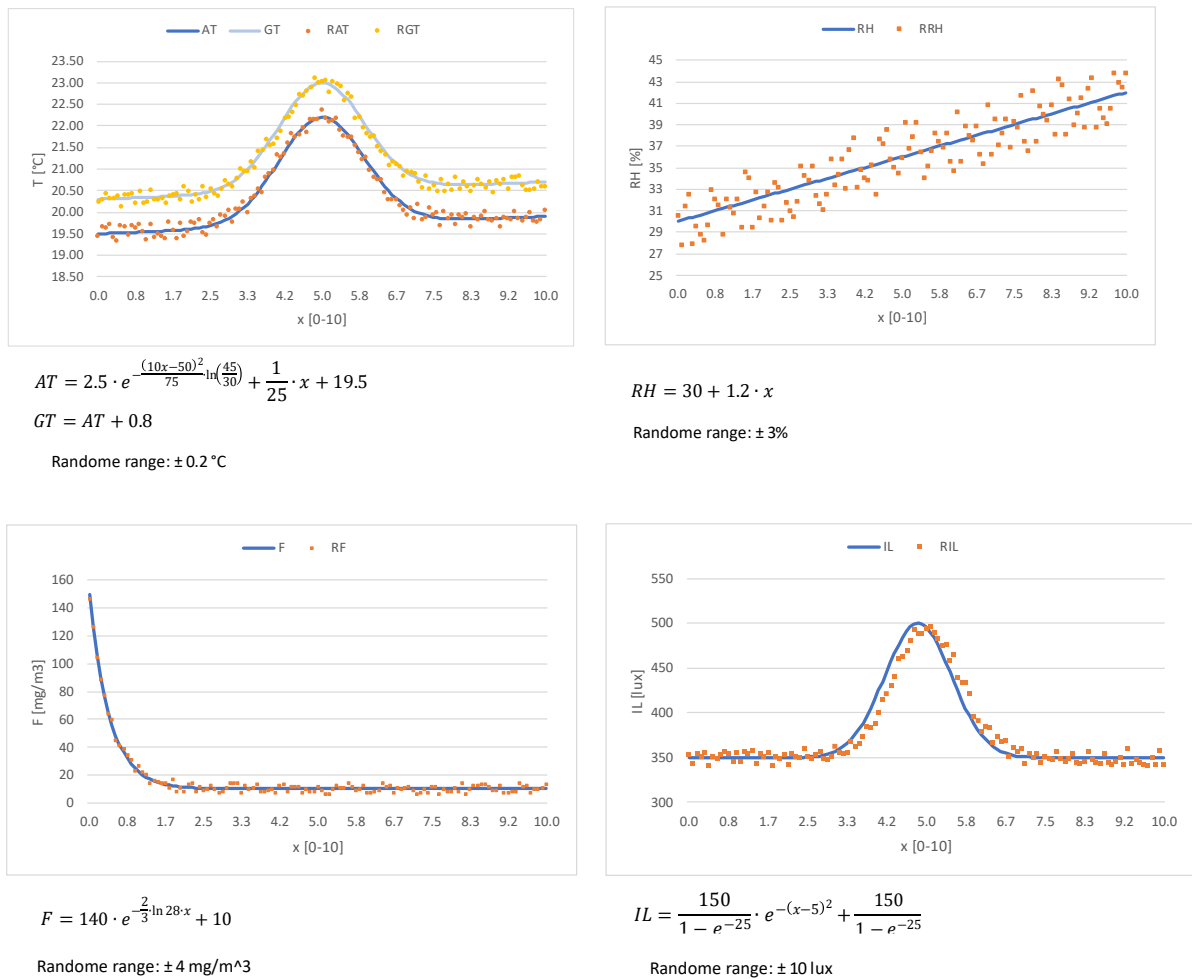 AT GT RAT RGT
23.50
23.00
22.50
22.00
21.50
21.00
20.50
20.00
19.50
19.00
18.50
T [°C]
0.0 0.8 1.7 2.5 3.3 4.2 5.0 5.8 6.7 7.5 8.3 9.2 10.0
x [0-10]
AT = 2.5 · e^{-\frac{(10x-50)^2}{75}·ln(\frac{45}{30})} + \frac{1}{25} · x + 19.5
GT = AT + 0.8
Randome range: ± 0.2 °C
RH RRH
45
43
41
39
37
35
33
31
29
27
25
RH [%]
0.0 0.8 1.7 2.5 3.3 4.2 5.0 5.8 6.7 7.5 8.3 9.2 10.0
x [0-10]
RH = 30 + 1.2 · x
Randome range: ± 3%
F RF
160
140
120
100
80
60
40
20
0
F [mg/m3]
0.0 0.8 1.7 2.5 3.3 4.2 5.0 5.8 6.7 7.5 8.3 9.2 10.0
x [0-10]
F = 140 · e^{-\frac{2}{3}·ln 28·x} + 10
Randome range: ± 4 mg/m^3
IL RIL
550
500
450
400
350
300
IL [lux]
0.0 0.8 1.7 2.5 3.3 4.2 5.0 5.8 6.7 7.5 8.3 9.2 10.0
x [0-10]
IL = \frac{150}{1 - e^{-25}} · e^{-(x-5)^2} + \frac{150}{1 - e^{-25}}
Randome range: ± 10 lux